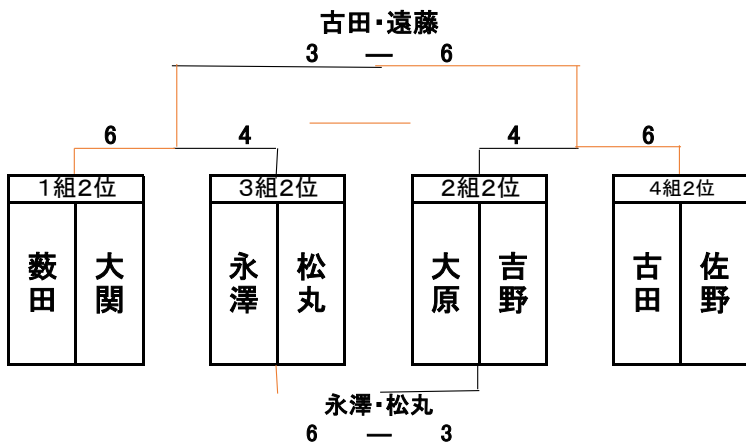 古田・遠藤
3 — 6
6 4 4 6
1組2位 3組2位 2組2位 4組2位
薮田 大関 永澤 松丸 大原 吉野 古田 佐野
永澤・松丸
6 — 3